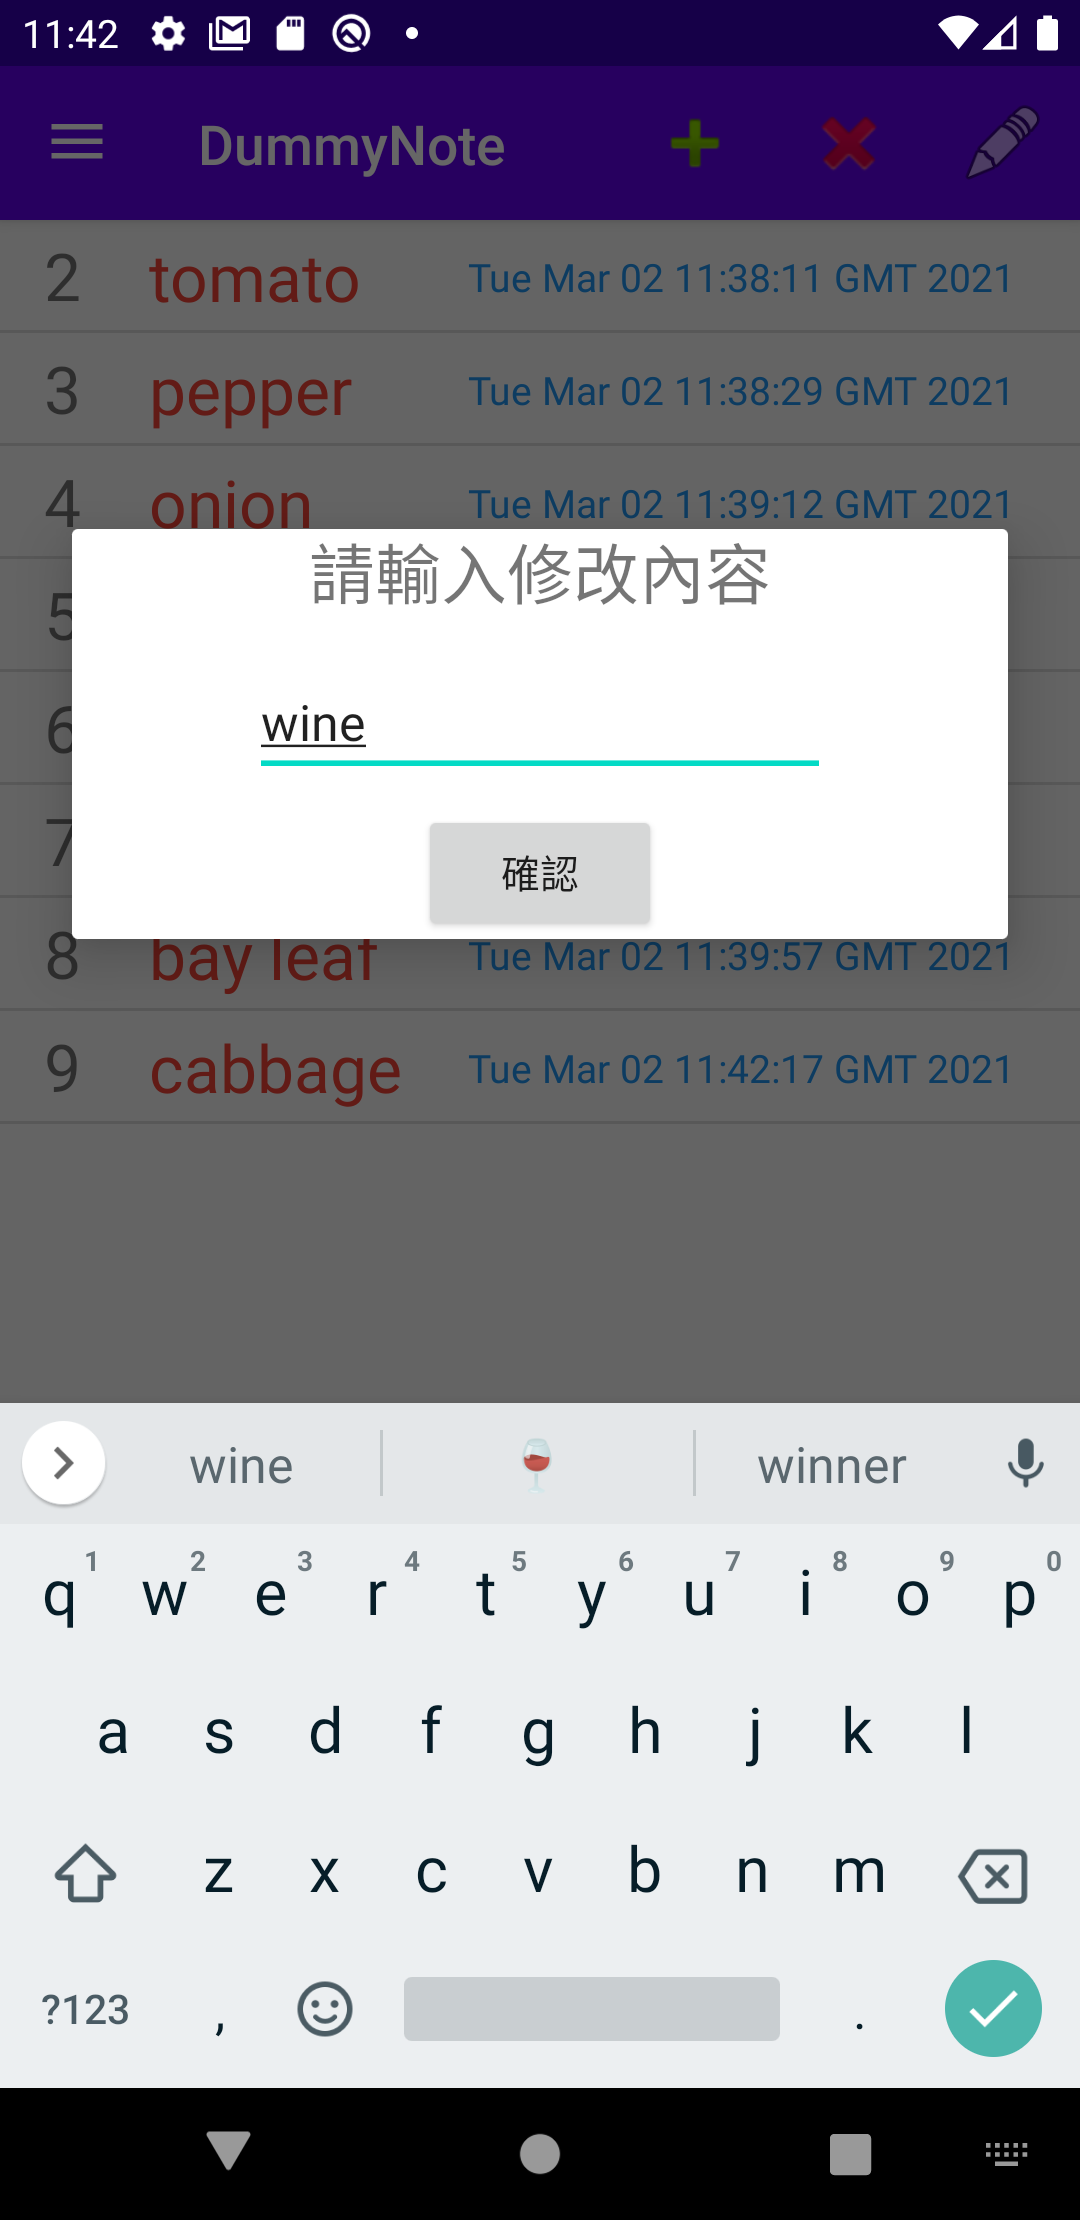 11:42
DummyNote
2 tomato Tue Mar 02 11:38:11 GMT 2021
3 pepper Tue Mar 02 11:38:29 GMT 2021
4 onion Tue Mar 02 11:39:12 GMT 2021
請輸入修改內容
5
6
wine
7
確認
8 bay leaf Tue Mar 02 11:39:57 GMT 2021
9 cabbage Tue Mar 02 11:42:17 GMT 2021
wine 🍷 winner
1 2 3 4 5 6 7 8 9 0
q w e r t y u i o p
a s d f g h j k l
z x c v b n m
?123 , .